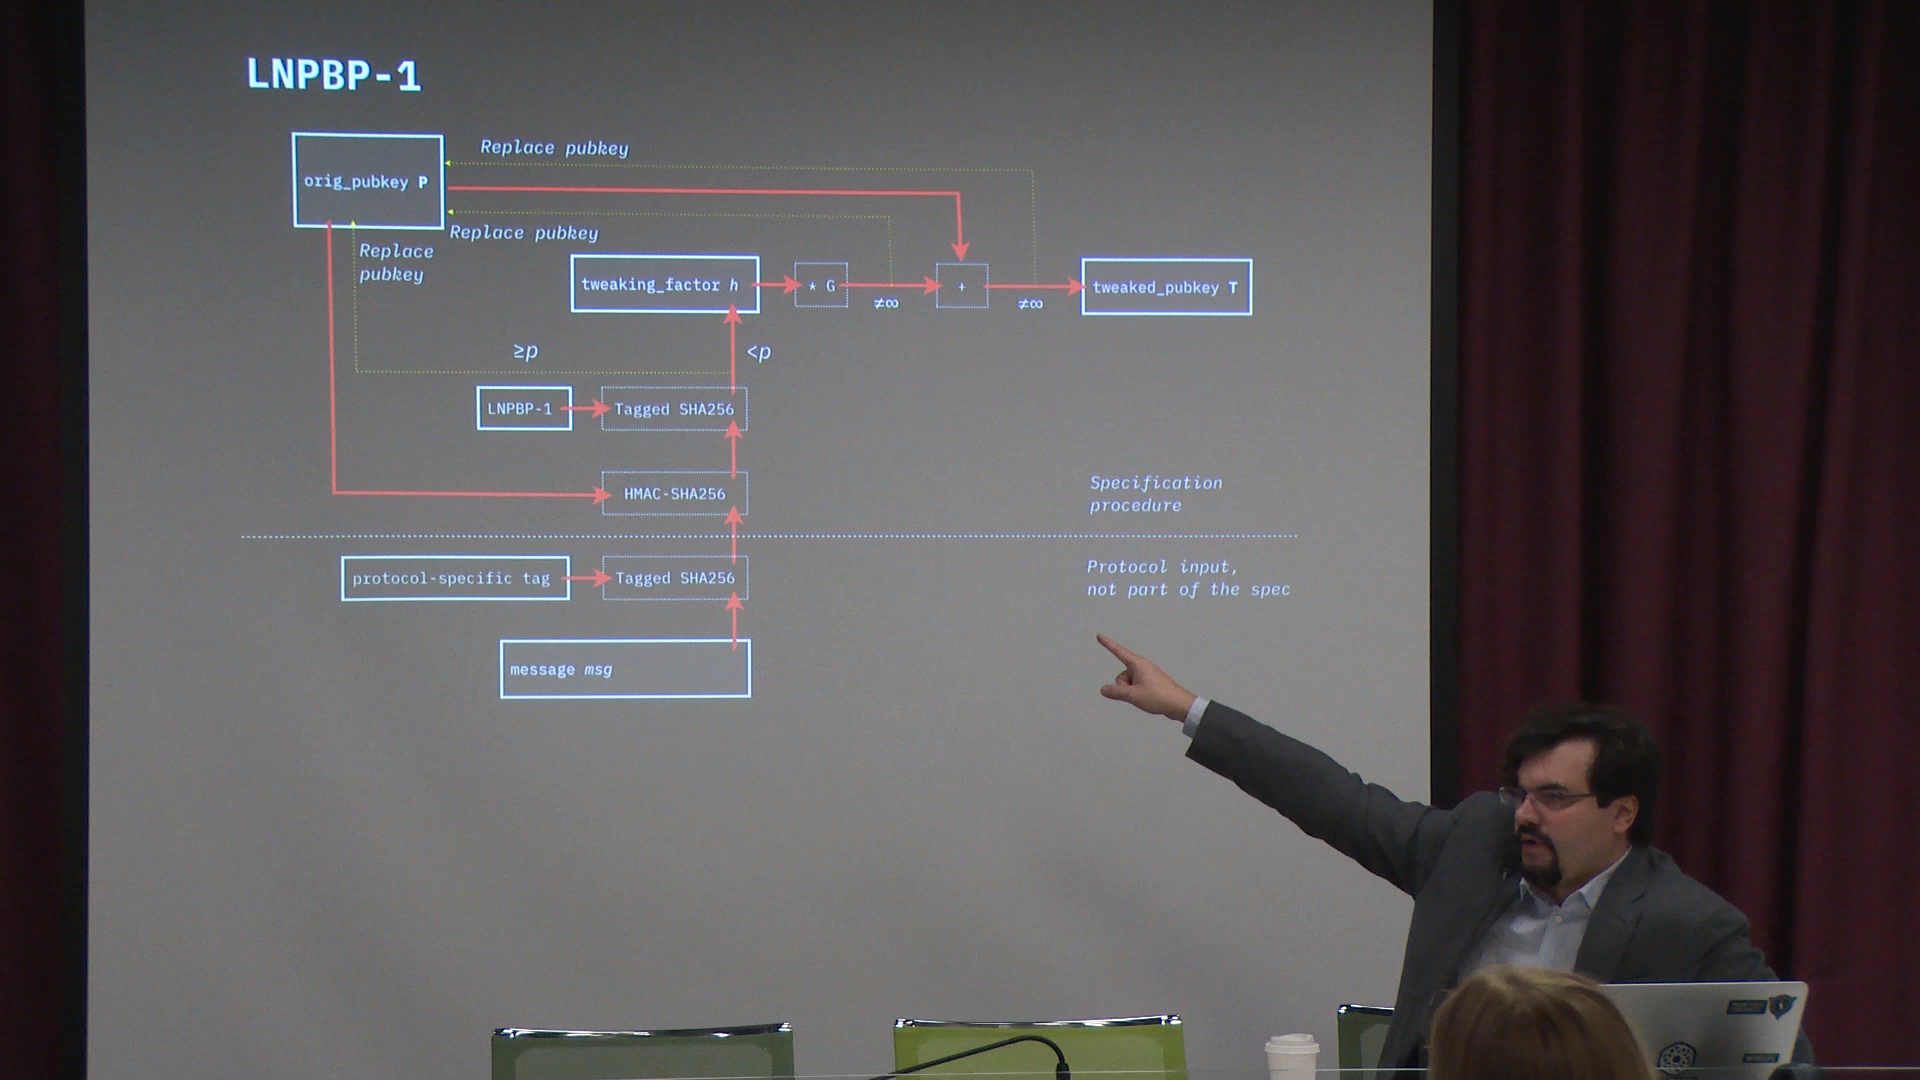 LNPBP-1
Replace pubkey
orig_pubkey P
Replace pubkey
Replace
pubkey
tweaking_factor h
* G
≠∞
+
≠∞
tweaked_pubkey T
≥p
<p
LNPBP-1
Tagged SHA256
HMAC-SHA256
Specification
procedure
protocol-specific tag
Tagged SHA256
Protocol input,
not part of the spec
message msg